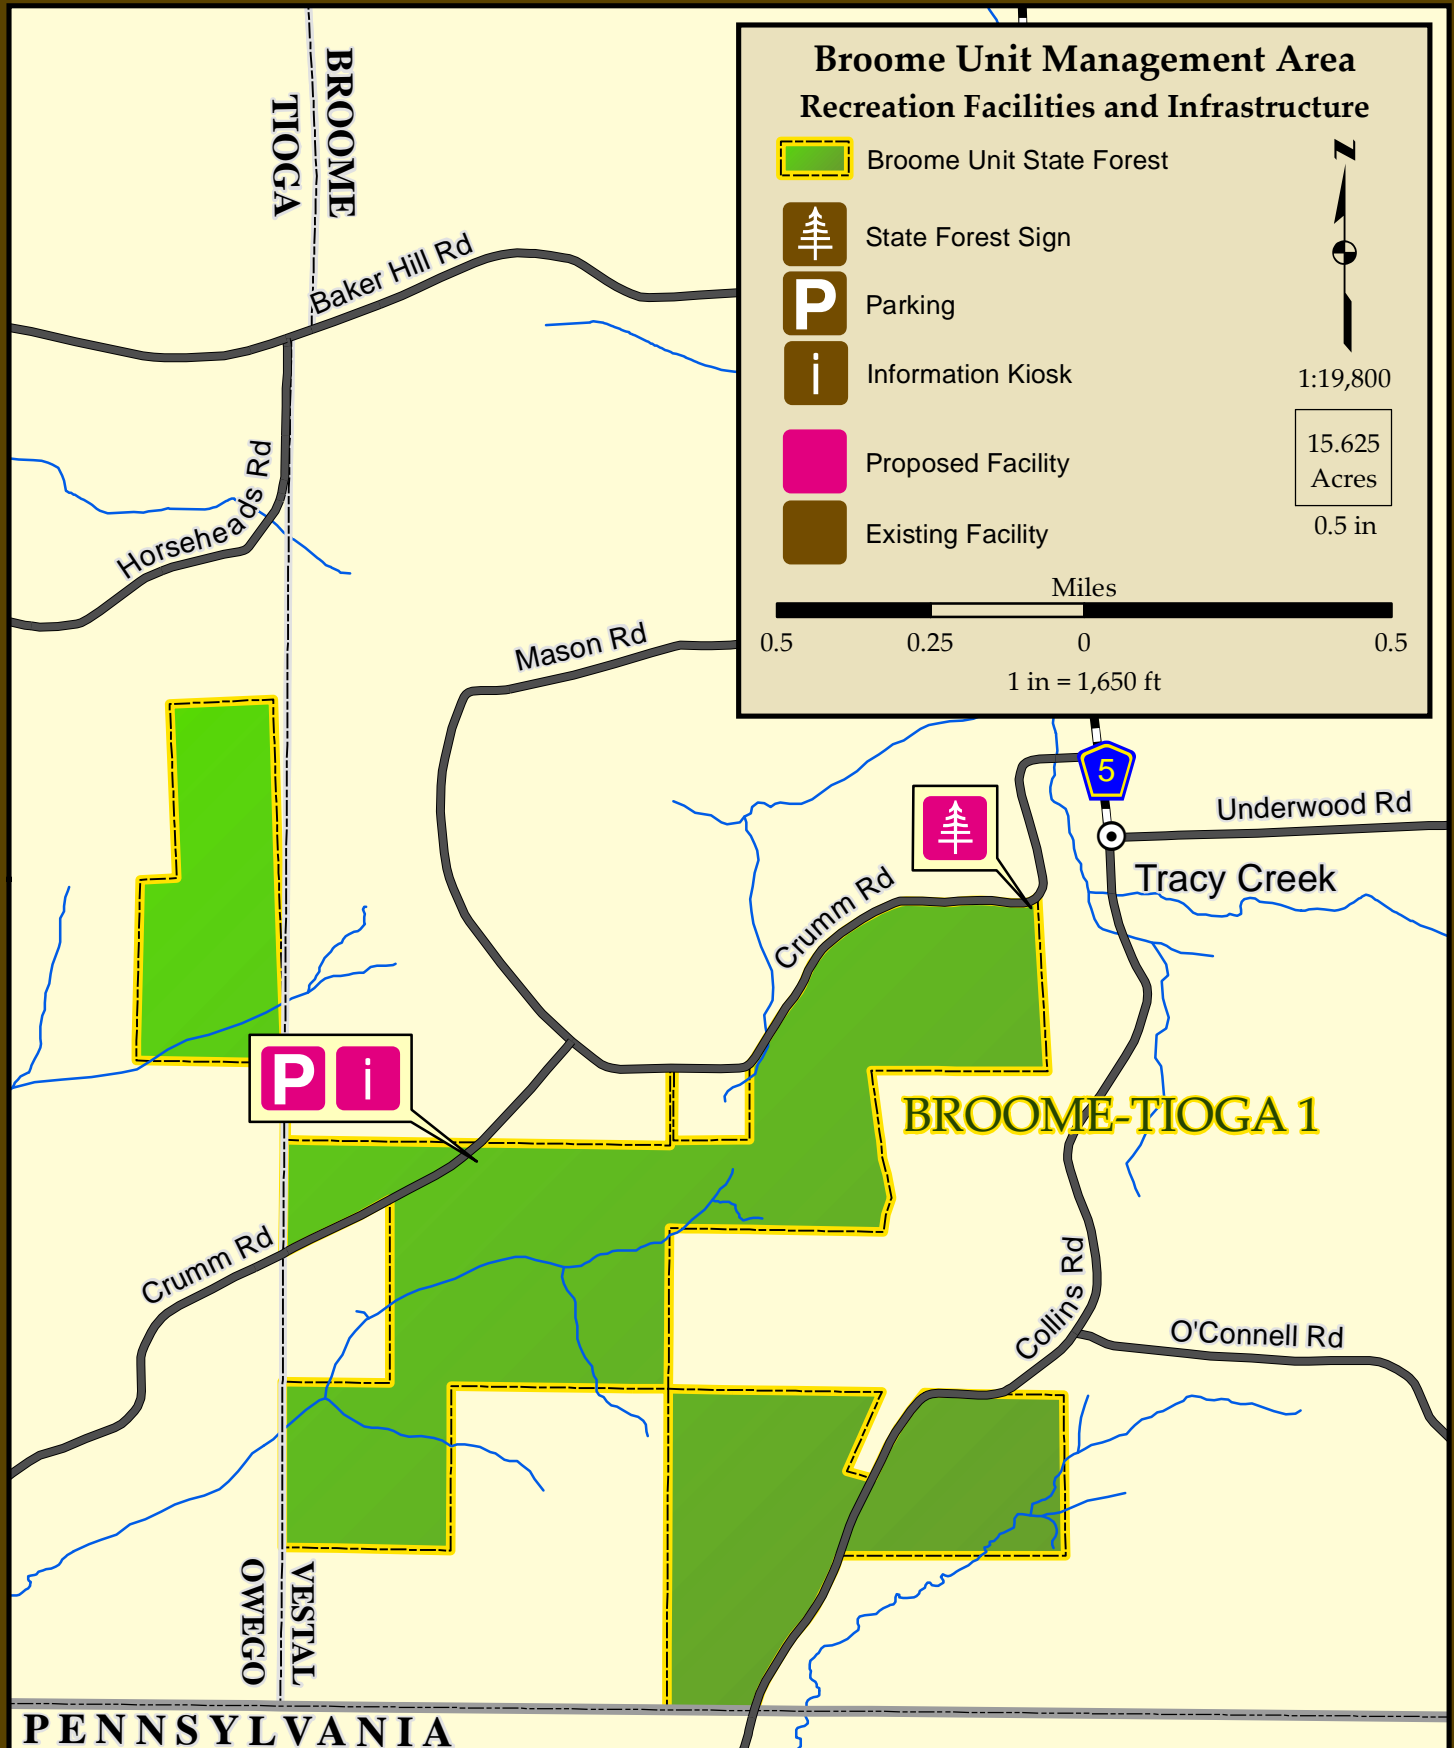 Broome Unit Management Area
Recreation Facilities and Infrastructure
Broome Unit State Forest
State Forest Sign
P
Parking
i
Information Kiosk
Proposed Facility
Existing Facility
N
1:19,800
15.625
Acres
0.5 in
Miles
0.5 0.25 0 0.5
1 in = 1,650 ft
BROOME
TIOGA
Baker Hill Rd
Horseheads Rd
Mason Rd
5
Underwood Rd
Tracy Creek
Crumm Rd
P i
BROOME-TIOGA 1
Crumm Rd
Collins Rd
O'Connell Rd
VESTAL
OWEGO
PENNSYLVANIA